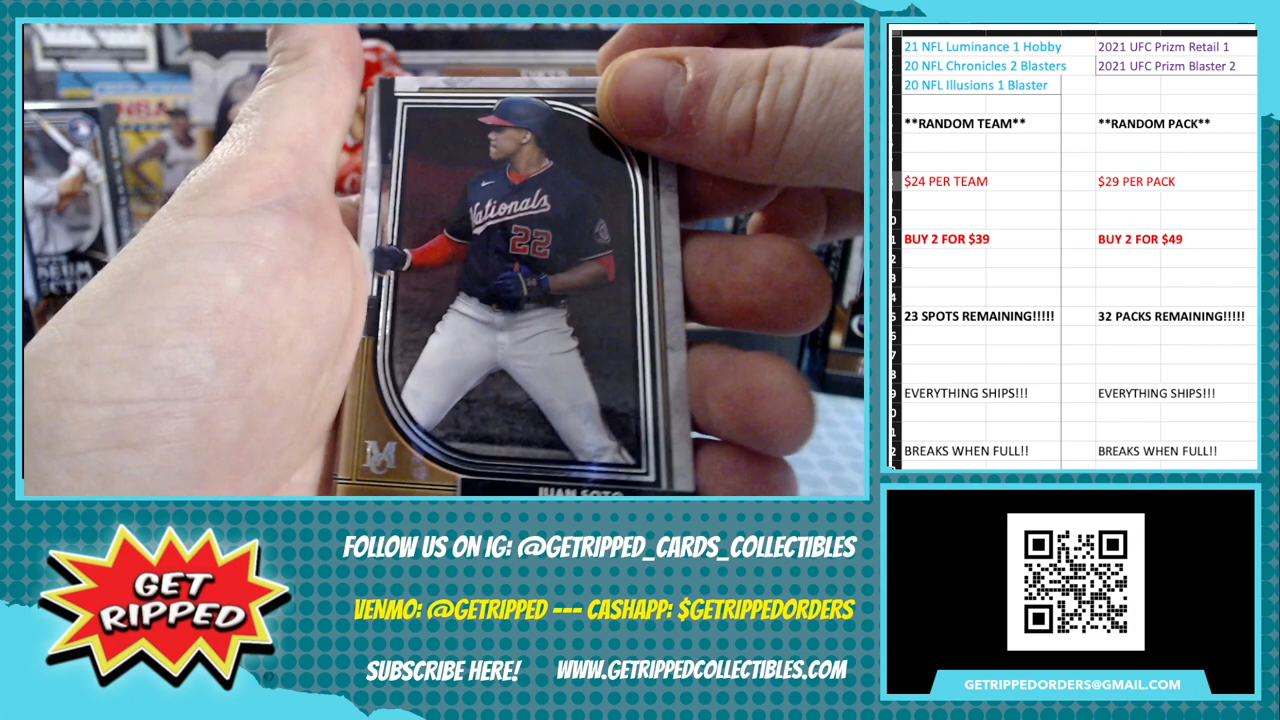 Nationals
22
JUAN SOTO
NBA
21 NFL Luminance 1 Hobby
20 NFL Chronicles 2 Blasters
20 NFL Illusions 1 Blaster
2021 UFC Prizm Retail 1
2021 UFC Prizm Blaster 2
**RANDOM TEAM**
**RANDOM PACK**
$24 PER TEAM
$29 PER PACK
BUY 2 FOR $39
BUY 2 FOR $49
23 SPOTS REMAINING!!!!!
32 PACKS REMAINING!!!!!
EVERYTHING SHIPS!!!
EVERYTHING SHIPS!!!
BREAKS WHEN FULL!!
BREAKS WHEN FULL!!
GET
RIPPED
FOLLOW US ON IG: @GETRIPPED_CARDS_COLLECTIBLES
VENMO: @GETRIPPED --- CASHAPP: $GETRIPPEDORDERS
SUBSCRIBE HERE! WWW.GETRIPPEDCOLLECTIBLES.COM
GETRIPPEDORDERS@GMAIL.COM